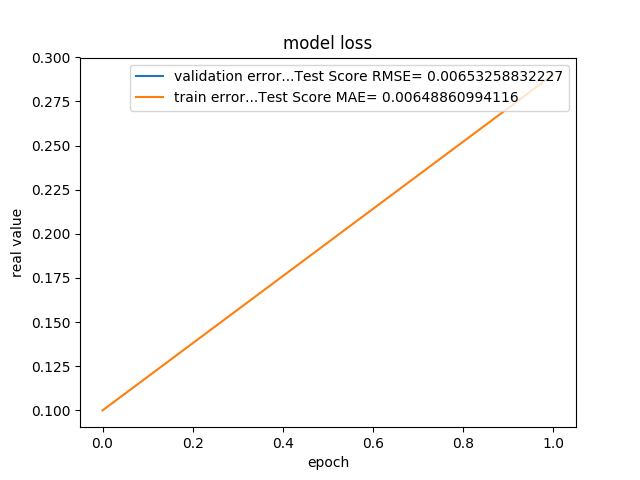 model loss
validation error...Test Score RMSE= 0.00653258832227
train error...Test Score MAE= 0.00648860994116
0.300
0.275
0.250
0.225
0.200
0.175
0.150
0.125
0.100
real value
0.0 0.2 0.4 0.6 0.8 1.0
epoch